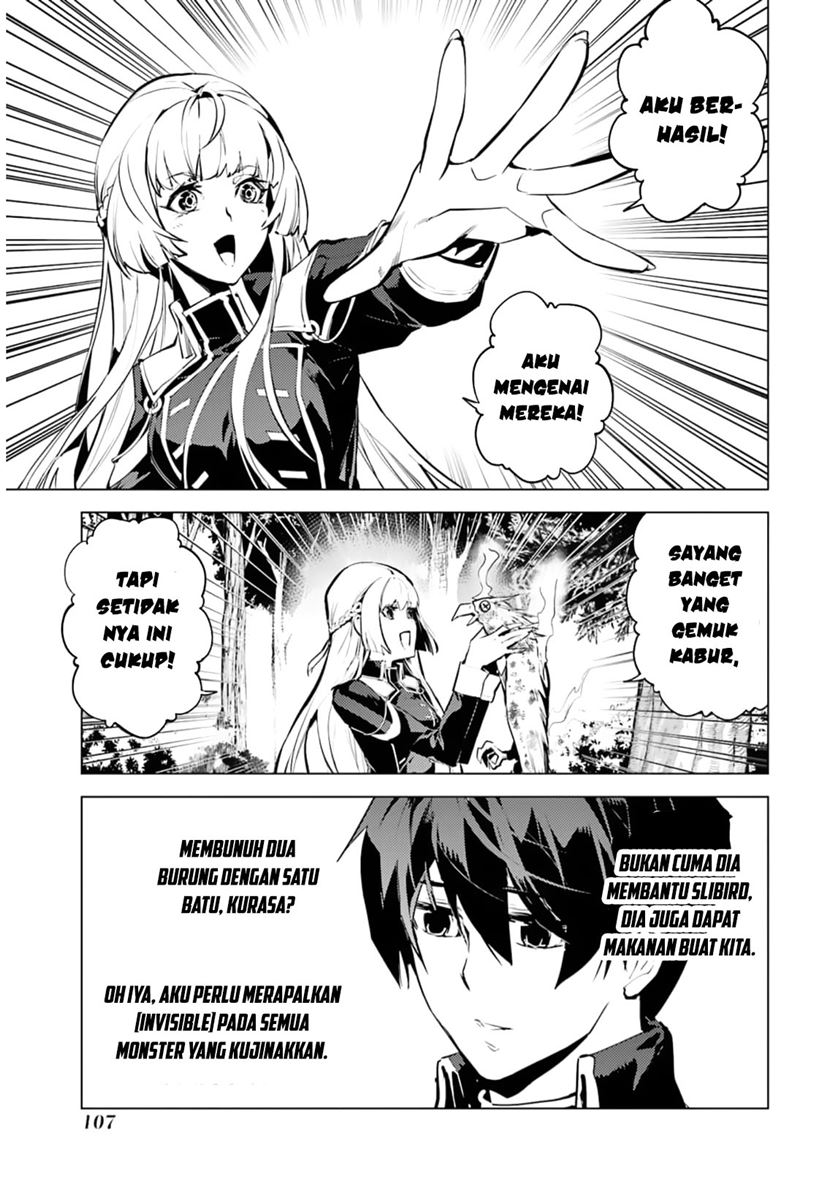 AKU BER-
HASIL!
AKU
MENGENAI
MEREKA!
SAYANG
BANGET
YANG
GEMUK
KABUR,
TAPI
SETIDAK
NYA INI
CUKUP!
BUKAN CUMA DIA
MEMBANTU SLIBIRD,
DIA JUGA DAPAT
MAKANAN BUAT KITA.
MEMBUNUH DUA
BURUNG DENGAN SATU
BATU, KURASA?
OH IYA, AKU PERLU MERAPALKAN
[INVISIBLE] PADA SEMUA
MONSTER YANG KUJINAKKAN.
107